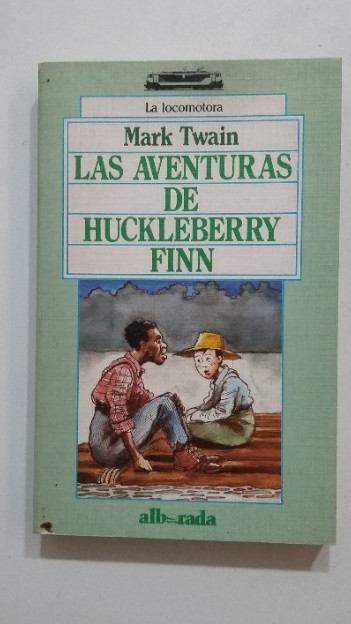 La locomotora
Mark Twain
LAS AVENTURAS
DE
HUCKLEBERRY
FINN
alborada